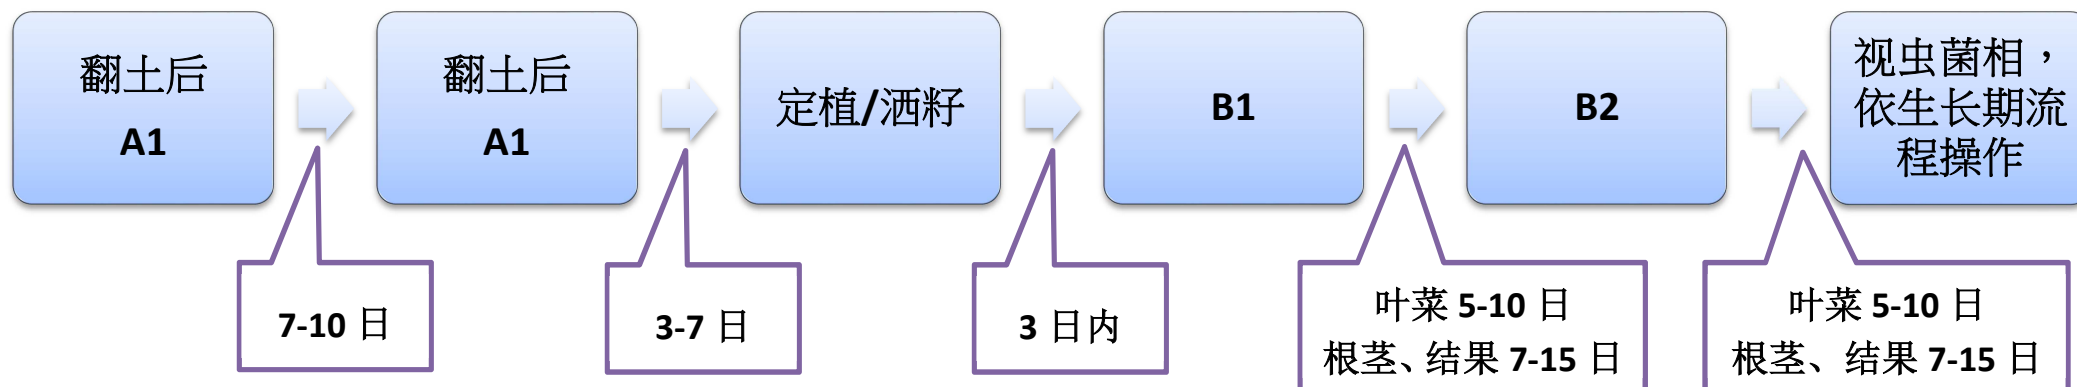 翻土后
A1
翻土后
A1
定植/洒籽
B1
B2
视虫菌相，
依生长期流
程操作
7-10 日
3-7 日
3 日内
叶菜 5-10 日
根茎、结果 7-15 日
叶菜 5-10 日
根茎、结果 7-15 日